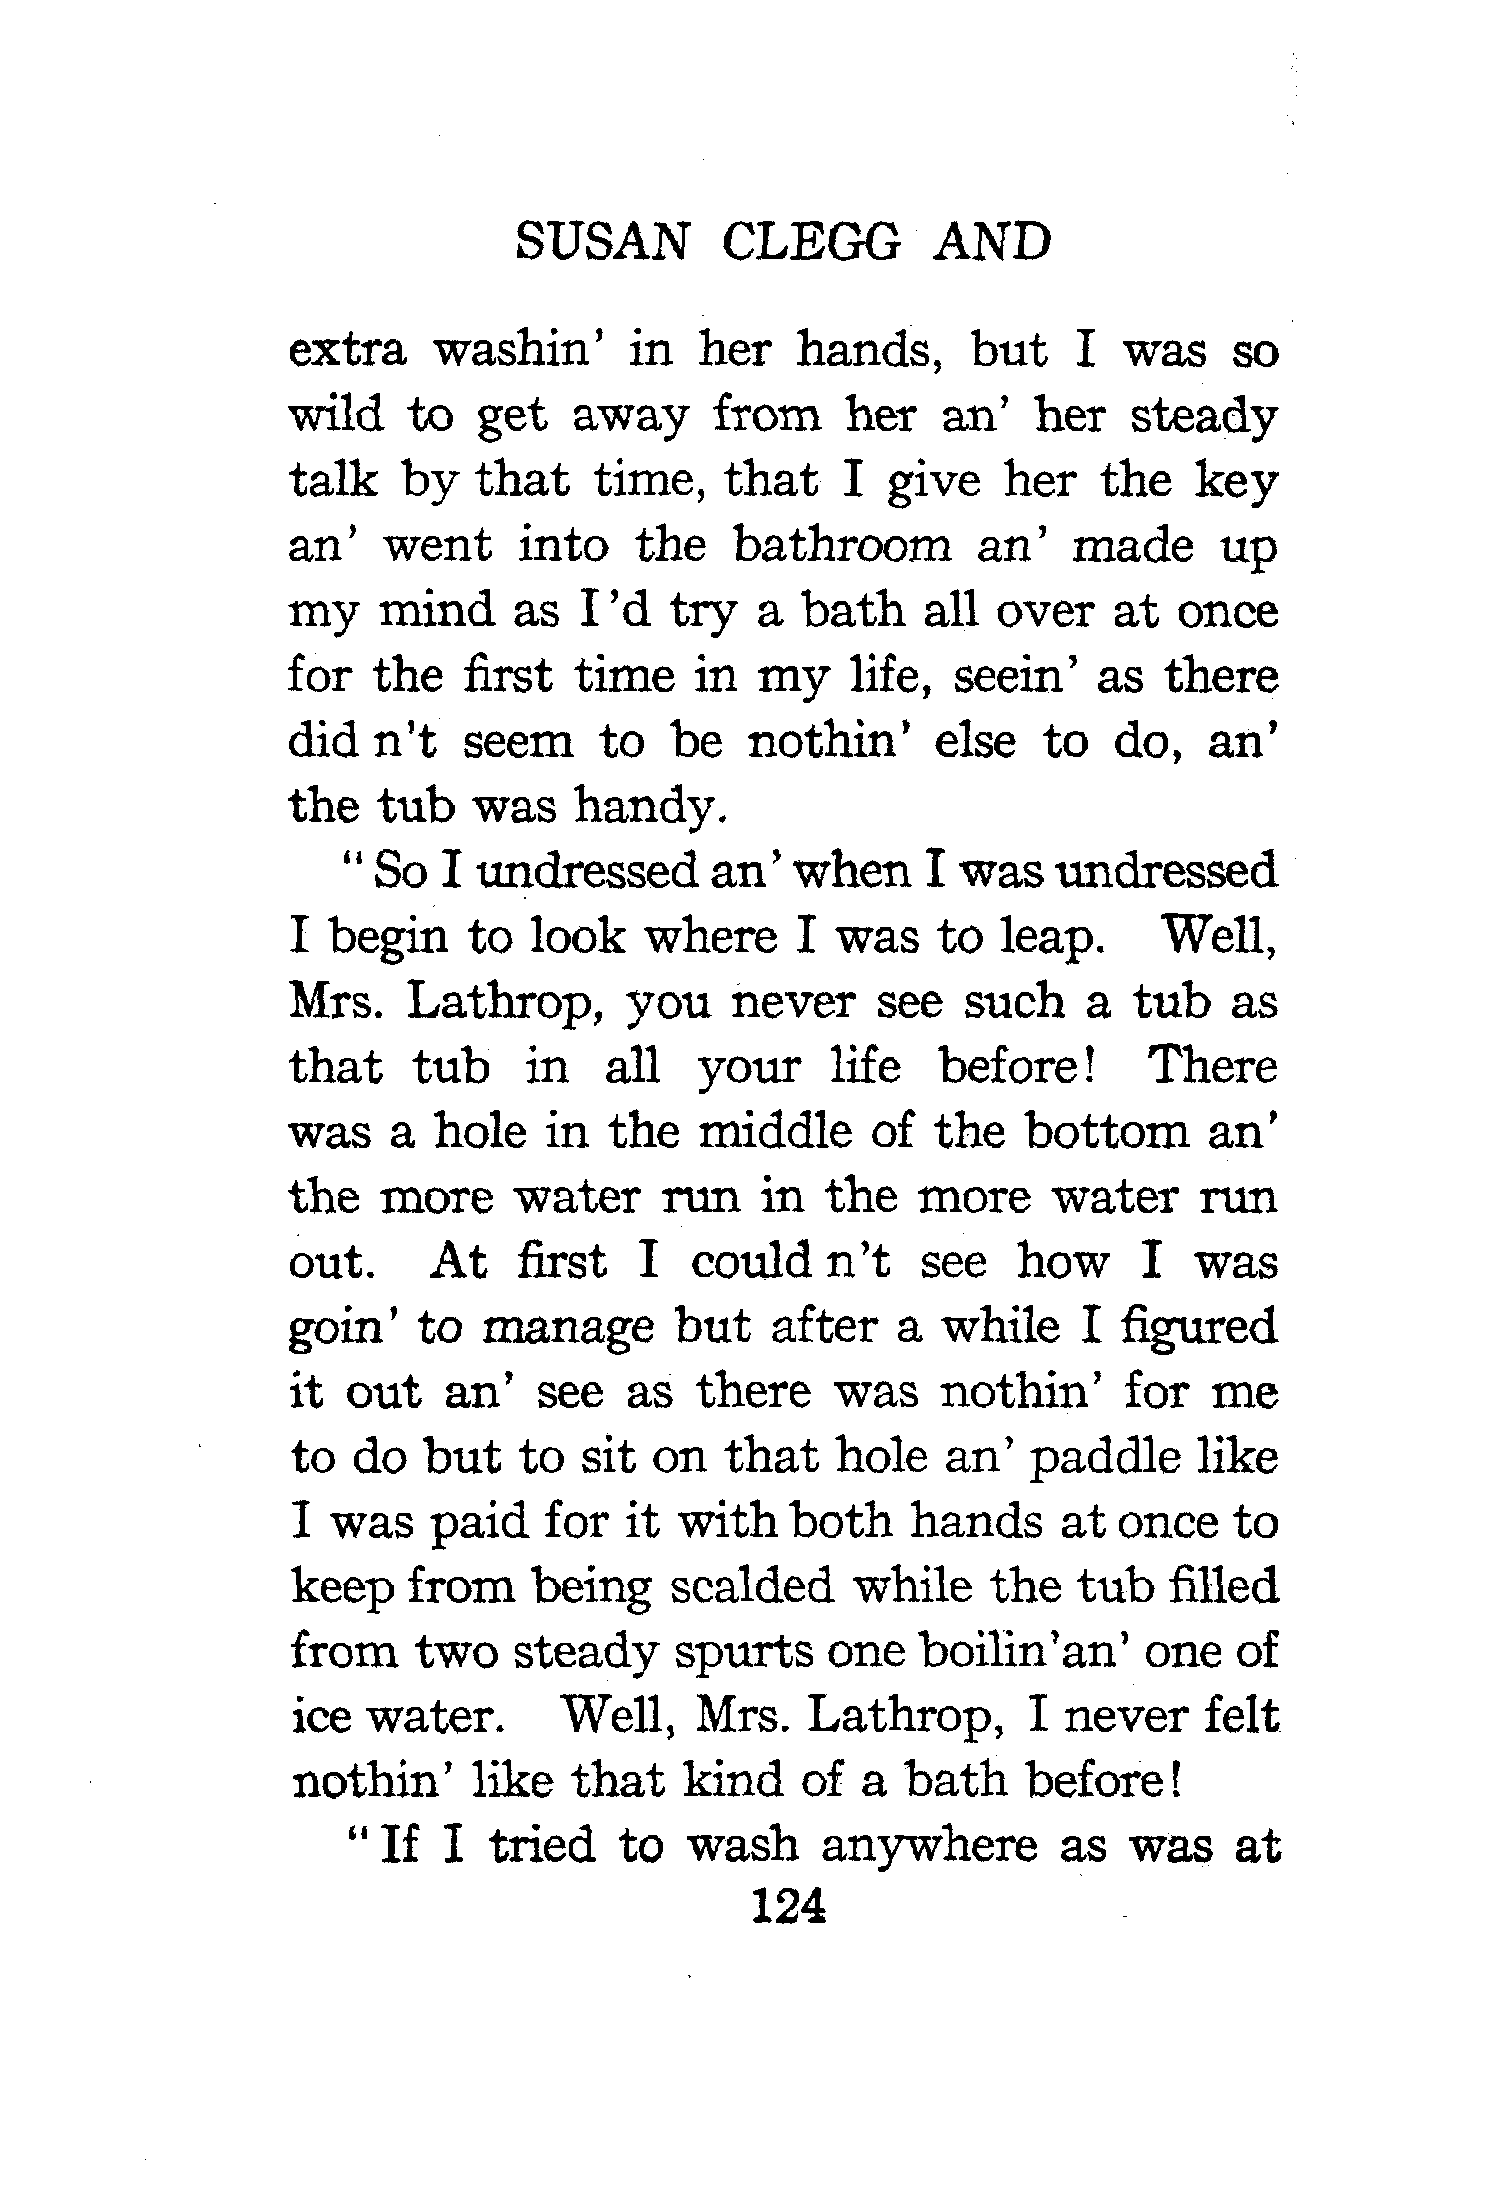 SUSAN CLEGG AND
extra washin' in her hands, but I was so
wild to get away from her an' her steady
talk by that time, that I give her the key
an' went into the bathroom an' made up
my mind as I 'd try a bath all over at once
for the first time in my life, seein' as there
did n't seem to be nothin' else to do, an'
the tub was handy.
" So I undressed an' when I was undressed
I begin to look where I was to leap. Well,
Mrs. Lathrop, you never see such a tub as
that tub in all your life before! There
was a hole in the middle of the bottom an'
the more water run in the more water run
out. At first I could n't see how I was
goin' to manage but after a while I figured
it out an' see as there was nothin' for me
to do but to sit on that hole an' paddle like
I was paid for it with both hands at once to
keep from being scalded while the tub filled
from two steady spurts one boilin'an' one of
ice water. Well, Mrs. Lathrop, I never felt
nothin' like that kind of a bath before!
" If I tried to wash anywhere as was at
124